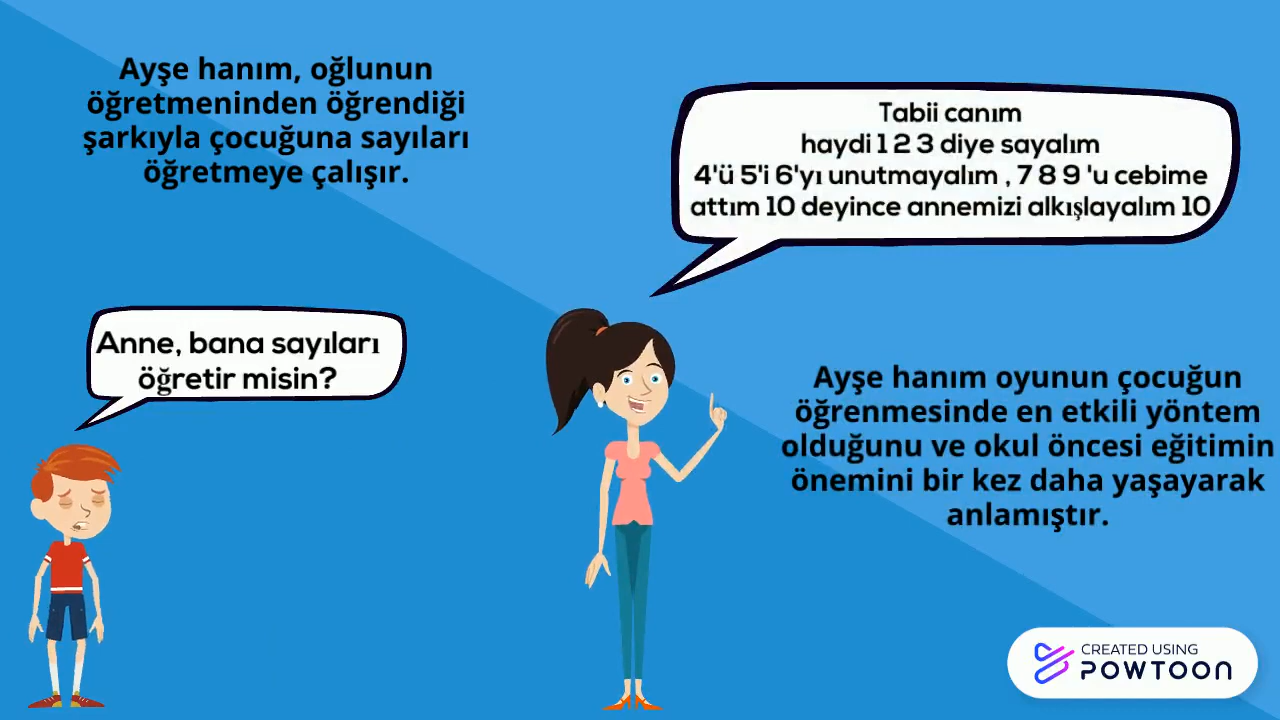 Ayşe hanım, oğlunun
öğretmeninden öğrendiği
şarkıyla çocuğuna sayıları
öğretmeye çalışır.
Tabii canım
haydi 1 2 3 diye sayalım
4'ü 5'i 6'yı unutmayalım , 7 8 9 'u cebime
attım 10 deyince annemizi alkışlayalım 10
Anne, bana sayıları
öğretir misin?
Ayşe hanım oyunun çocuğun
öğrenmesinde en etkili yöntem
olduğunu ve okul öncesi eğitimin
önemini bir kez daha yaşayarak
anlamıştır.
CREATED USING
POWTOON